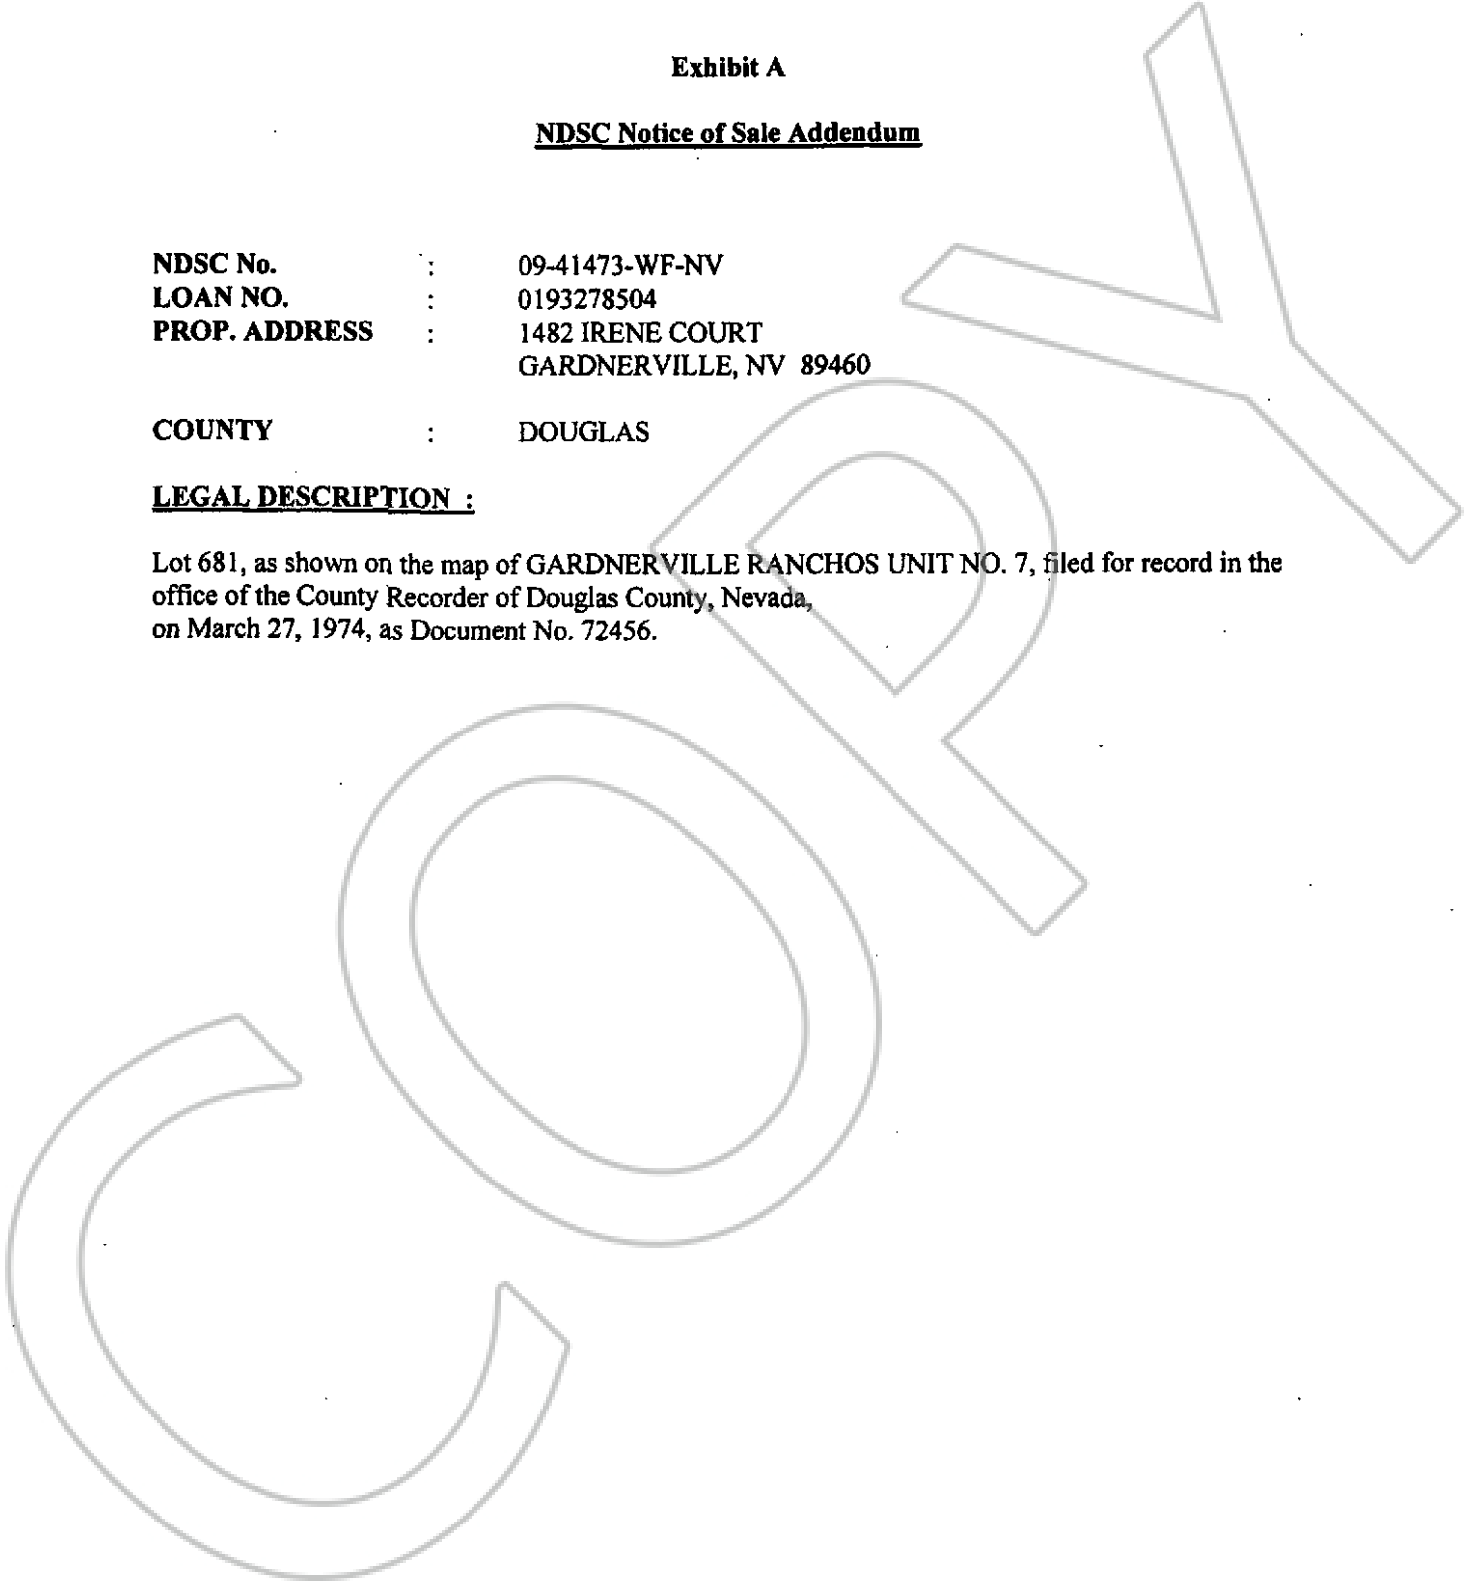 Exhibit A
NDSC Notice of Sale Addendum
NDSC No. : 09-41473-WF-NV
LOAN NO. : 0193278504
PROP. ADDRESS : 1482 IRENE COURT
GARDNERVILLE, NV 89460
COUNTY : DOUGLAS
LEGAL DESCRIPTION :
Lot 681, as shown on the map of GARDNERVILLE RANCHOS UNIT NO. 7, filed for record in the
office of the County Recorder of Douglas County, Nevada,
on March 27, 1974, as Document No. 72456.
COPY